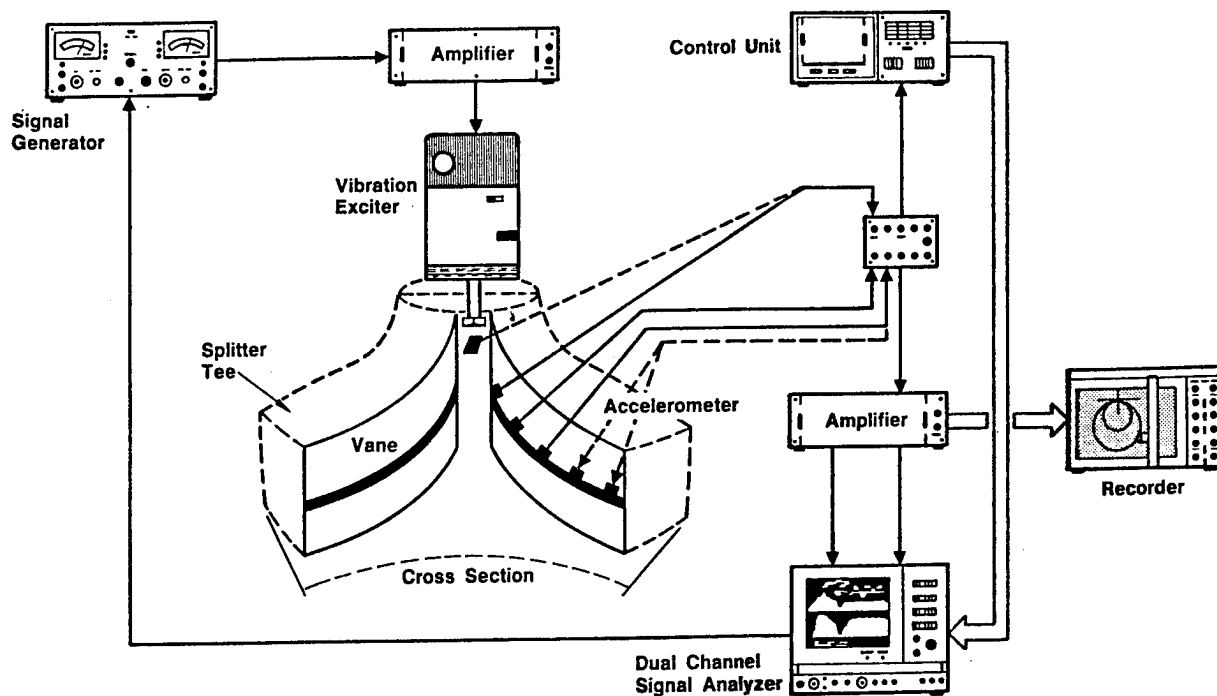 Signal
Generator
Amplifier
Control Unit
Vibration
Exciter
Splitter
Tee
Vane
Accelerometer
Amplifier
Recorder
Cross Section
Dual Channel
Signal Analyzer